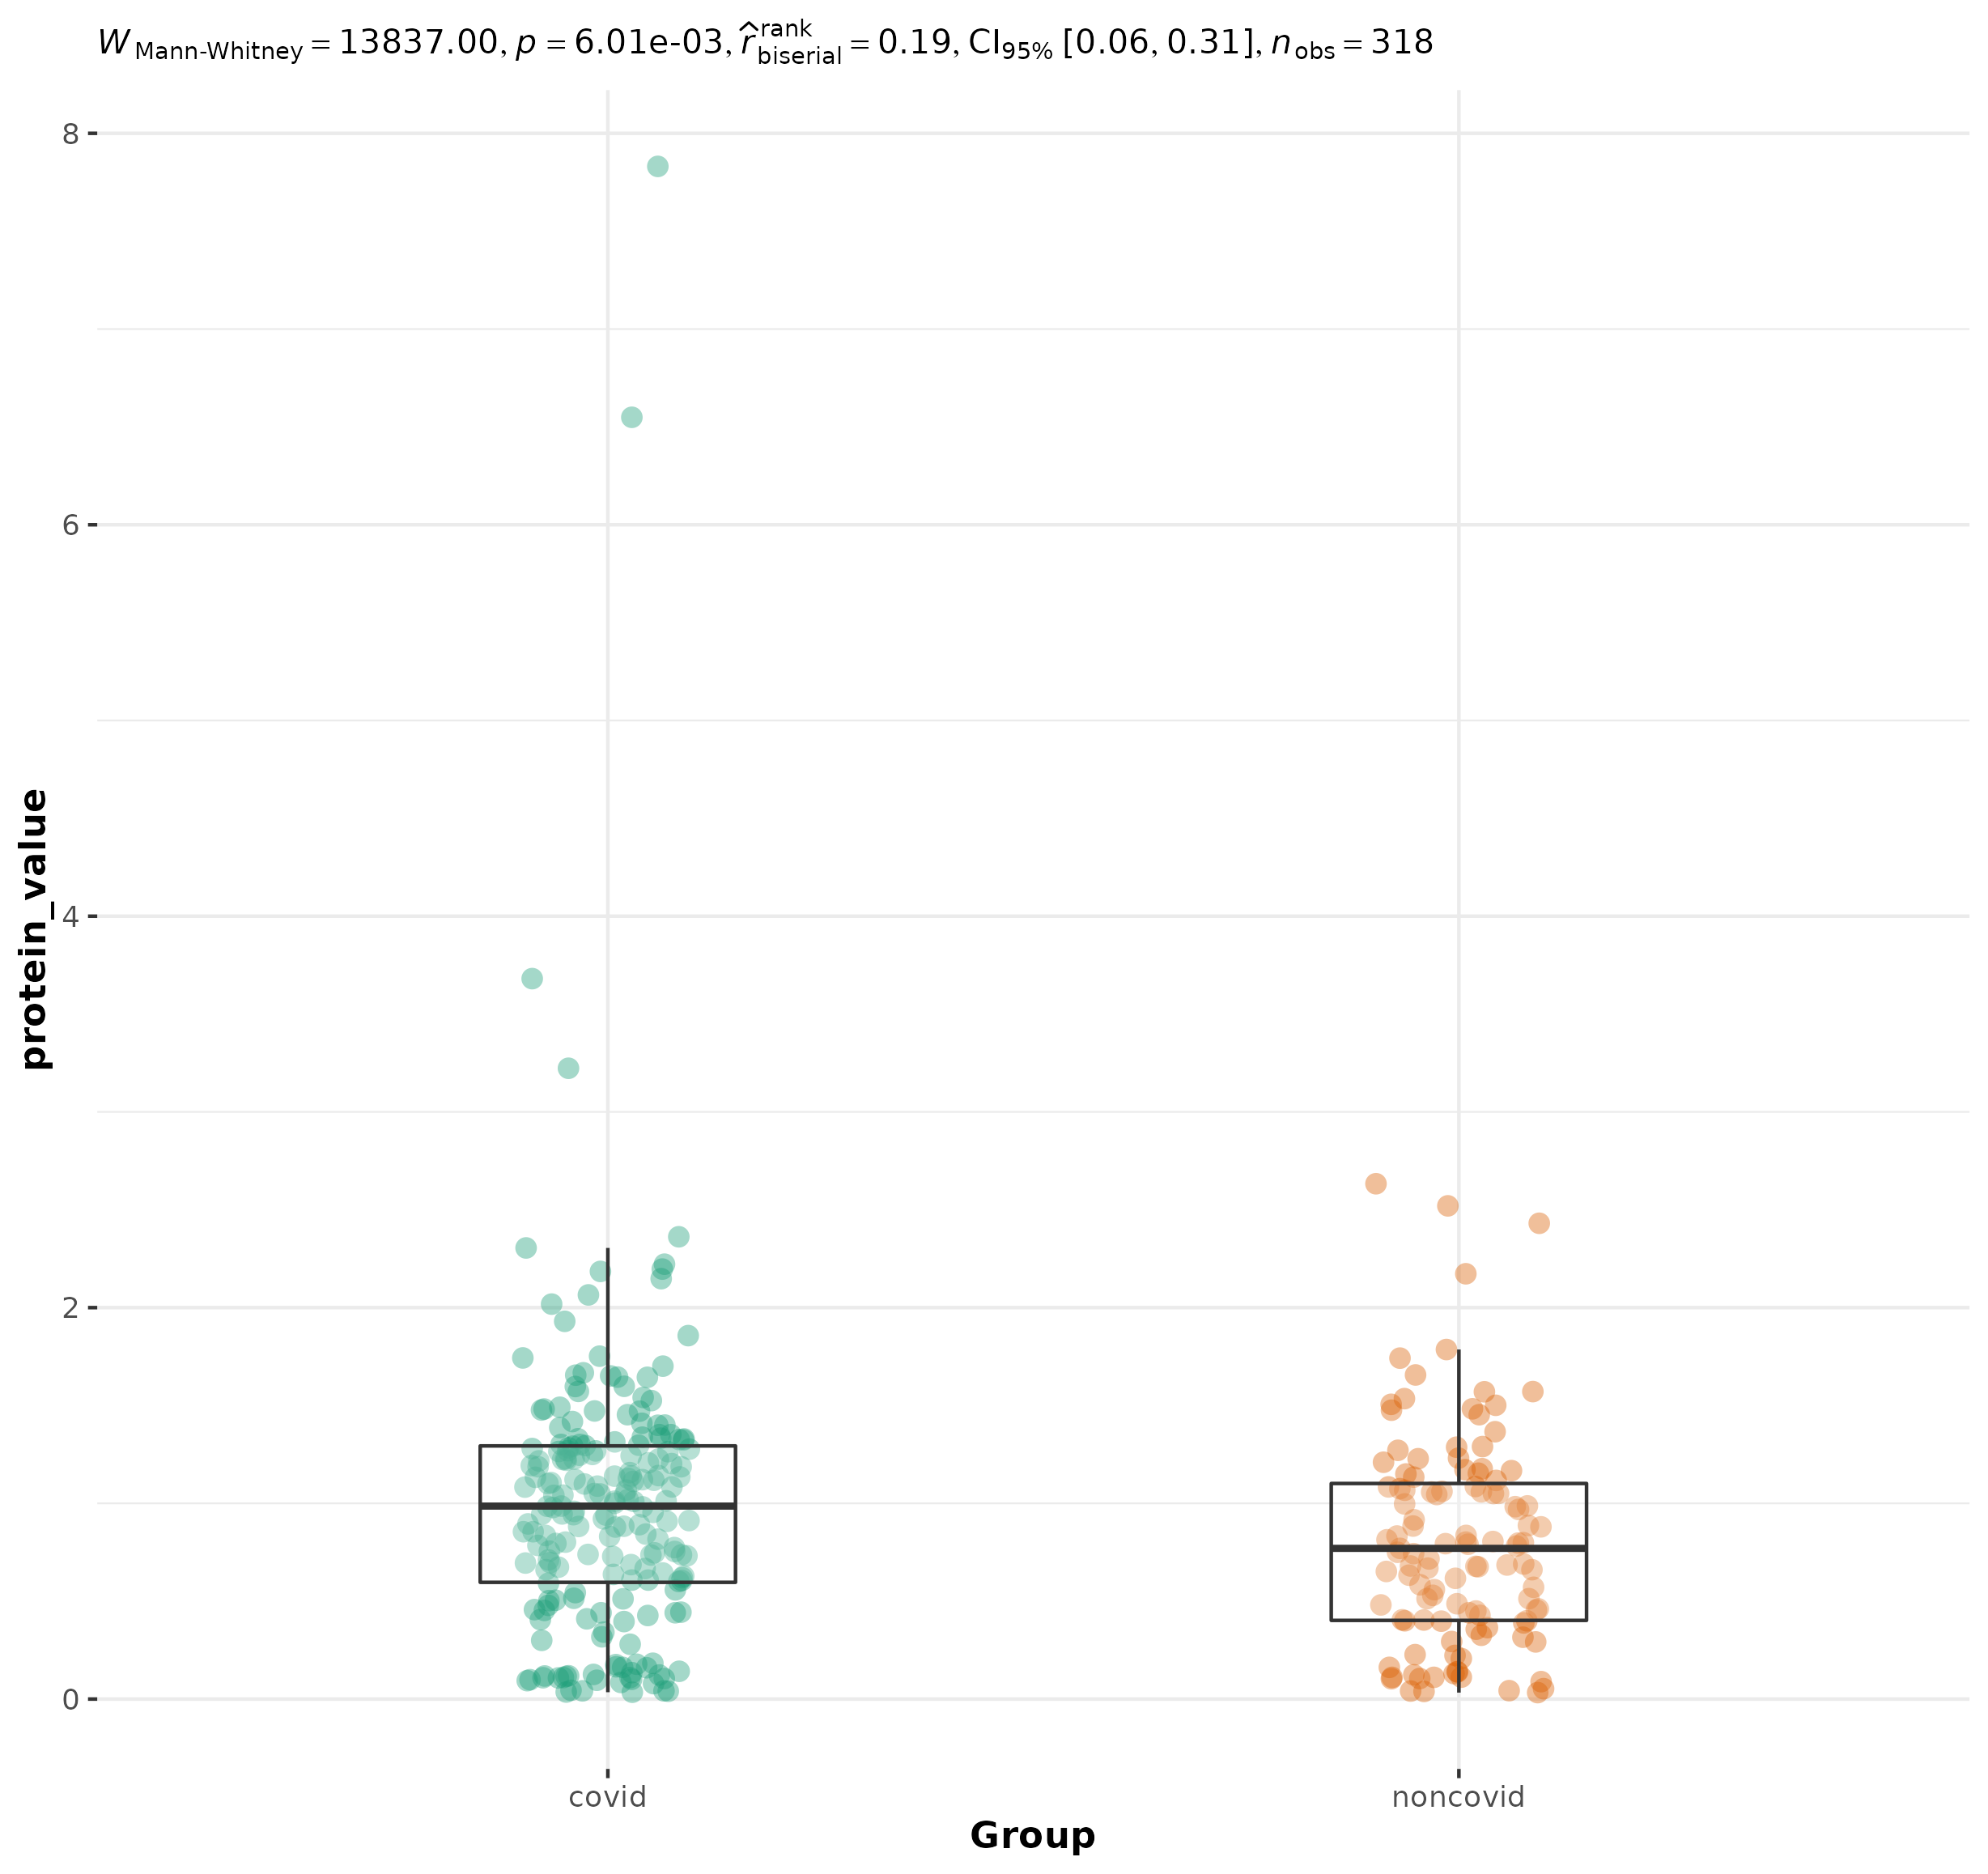 W Mann-Whitney = 13837.00, p = 6.01e-03, r̂ rank biserial = 0.19, CI95% [0.06, 0.31], n obs = 318
8
6
4
2
0
protein_value
covid noncovid
Group